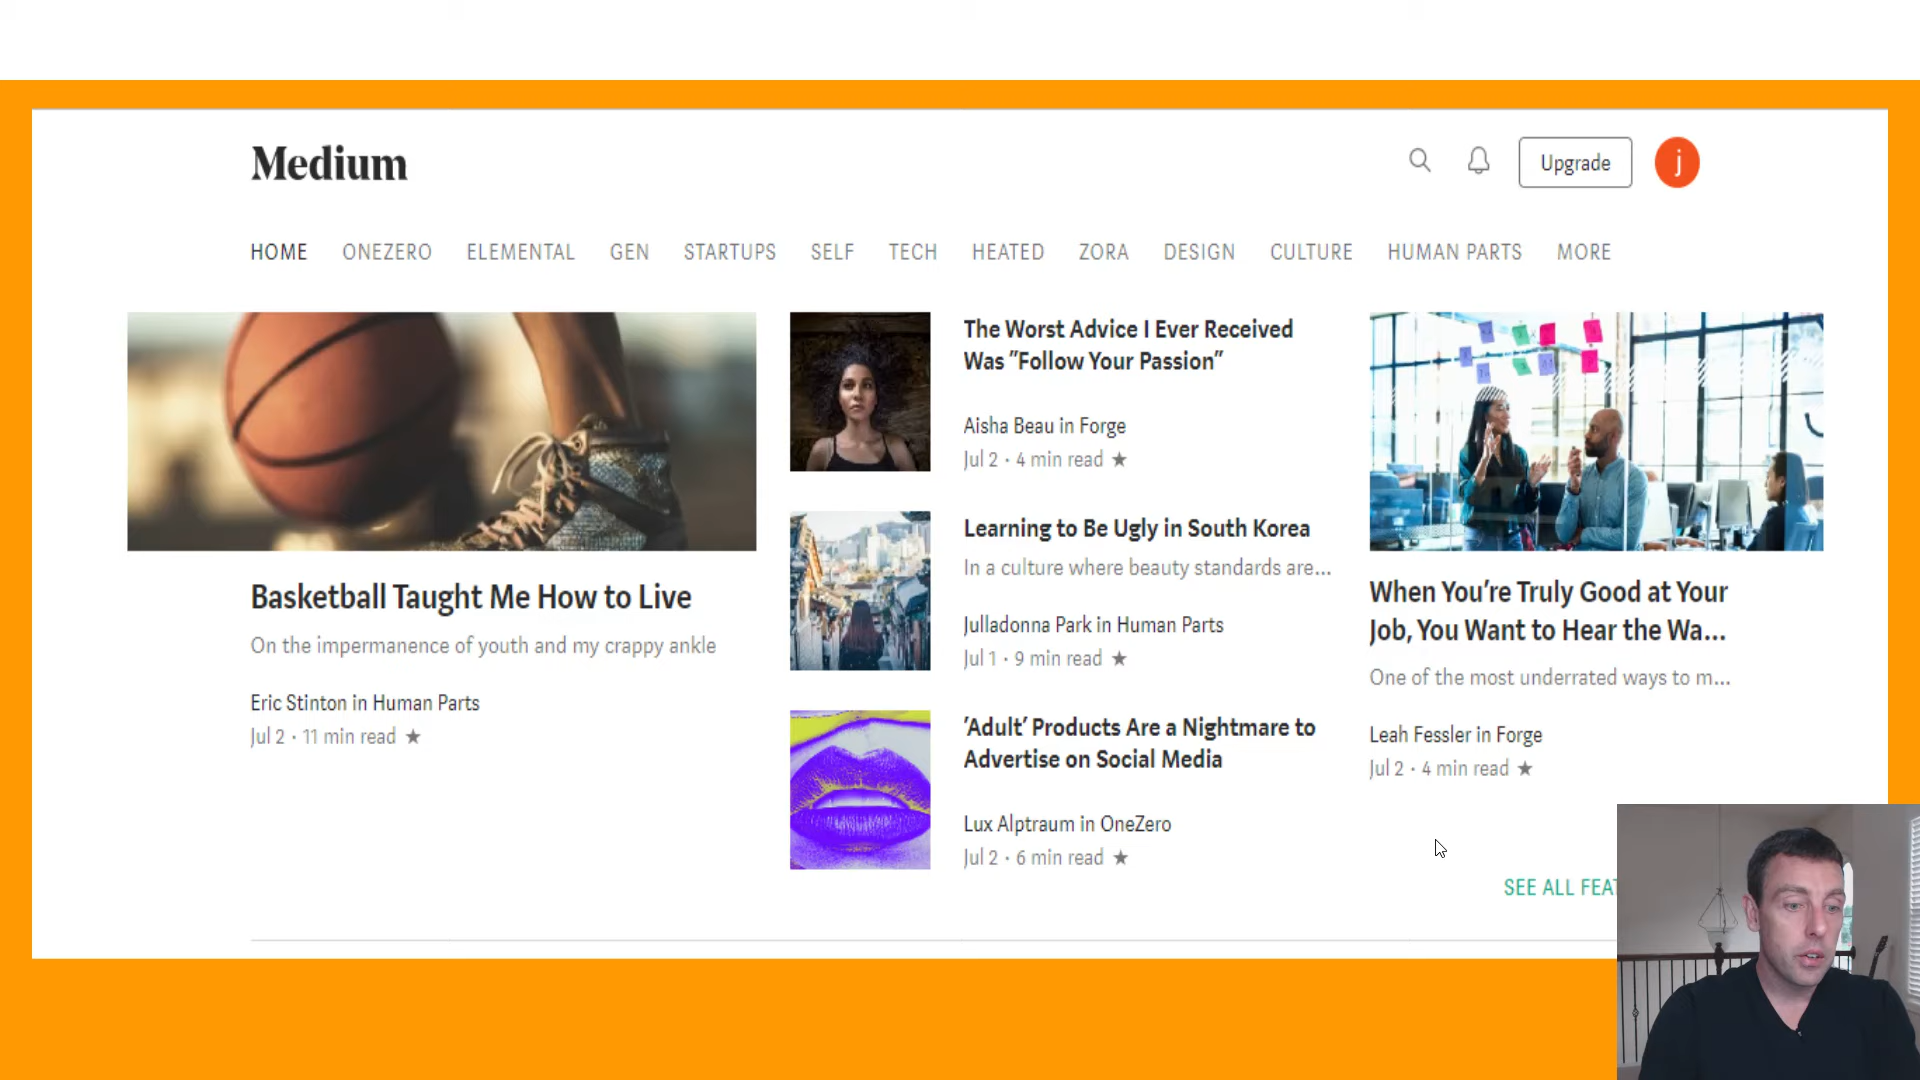 Medium
Upgrade
j
HOME ONEZERO ELEMENTAL GEN STARTUPS SELF TECH HEATED ZORA DESIGN CULTURE HUMAN PARTS MORE
Basketball Taught Me How to Live
On the impermanence of youth and my crappy ankle
Eric Stinton in Human Parts
Jul 2 · 11 min read ★
The Worst Advice I Ever Received
Was "Follow Your Passion"
Aisha Beau in Forge
Jul 2 · 4 min read ★
Learning to Be Ugly in South Korea
In a culture where beauty standards are...
Julladonna Park in Human Parts
Jul 1 · 9 min read ★
'Adult' Products Are a Nightmare to
Advertise on Social Media
Lux Alptraum in OneZero
Jul 2 · 6 min read ★
When You're Truly Good at Your
Job, You Want to Hear the Wa...
One of the most underrated ways to m...
Leah Fessler in Forge
Jul 2 · 4 min read ★
SEE ALL FEAT